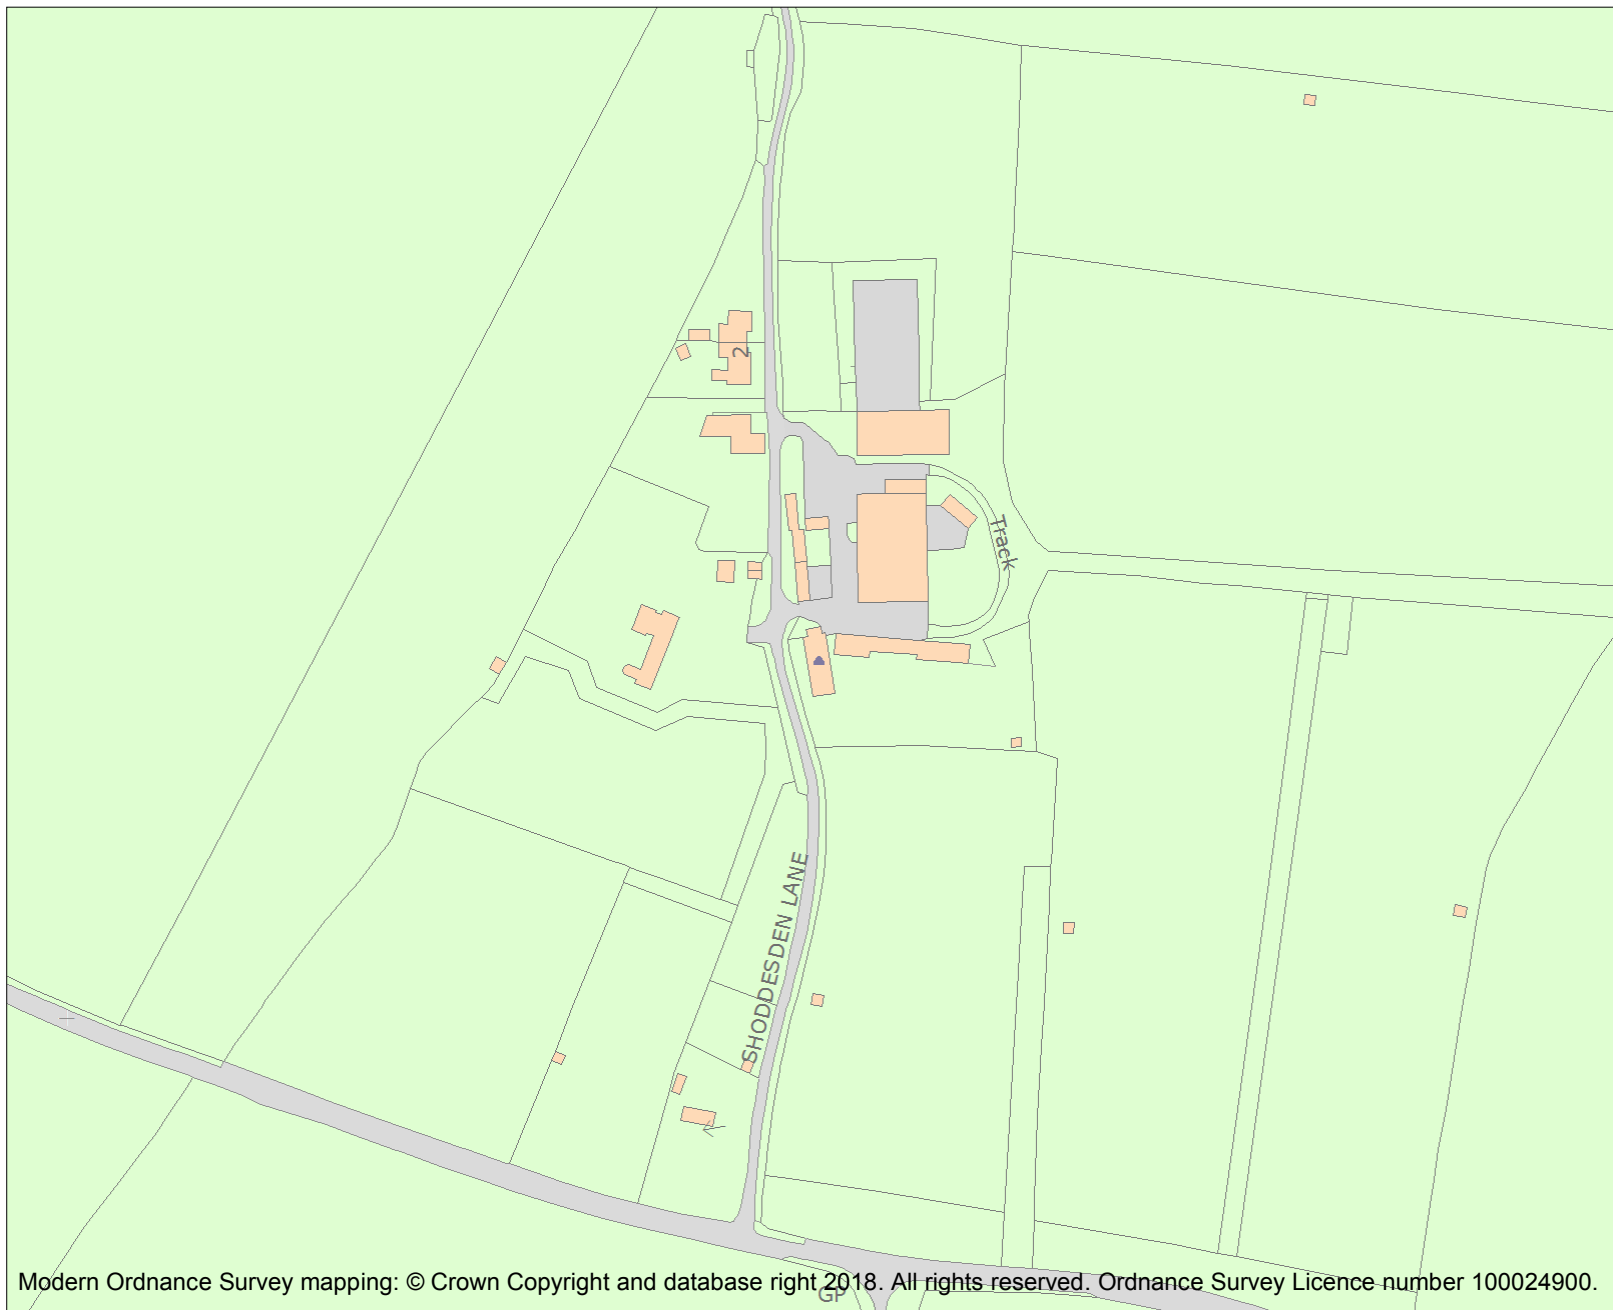 2
Track
SHODDESDEN LANE
GP
Modern Ordnance Survey mapping: © Crown Copyright and database right 2018. All rights reserved. Ordnance Survey Licence number 100024900.